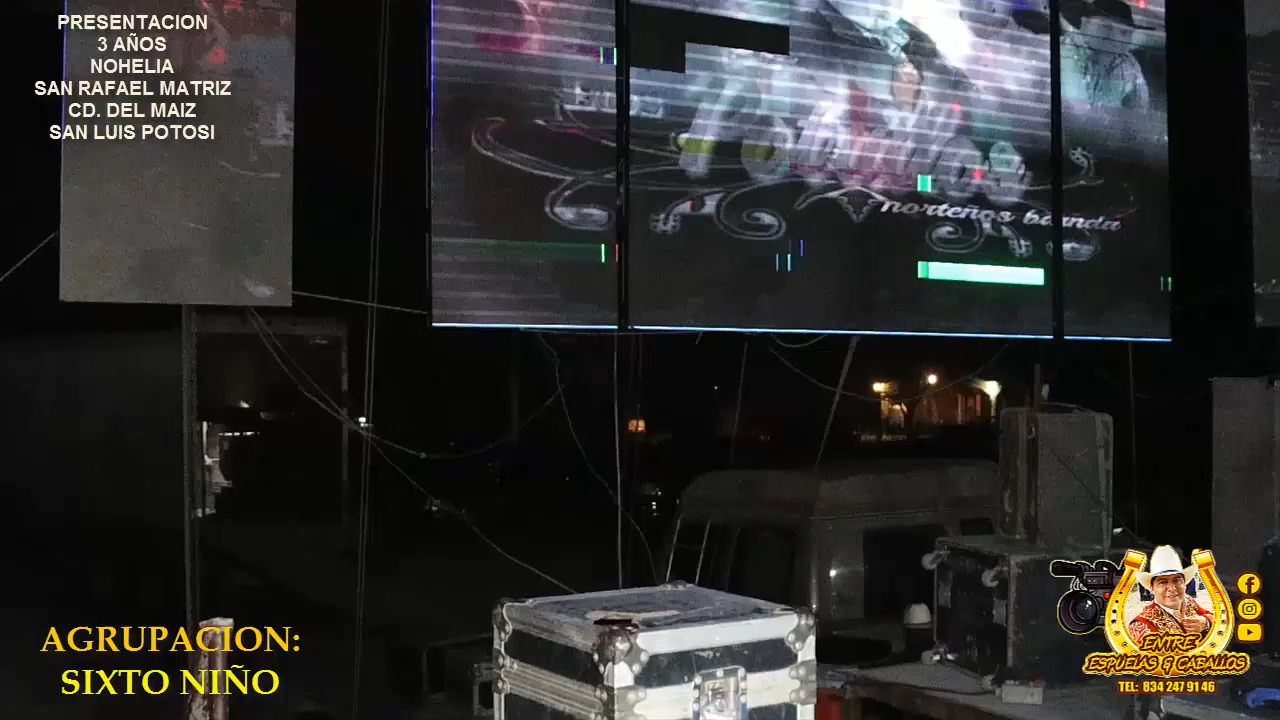 PRESENTACION
3 AÑOS
NOHELIA
SAN RAFAEL MATRIZ
CD. DEL MAIZ
SAN LUIS POTOSI
norteños banda
AGRUPACION:
SIXTO NIÑO
ENTRE
ESPUELAS Y CABALLOS
TEL: 834 247 91 46